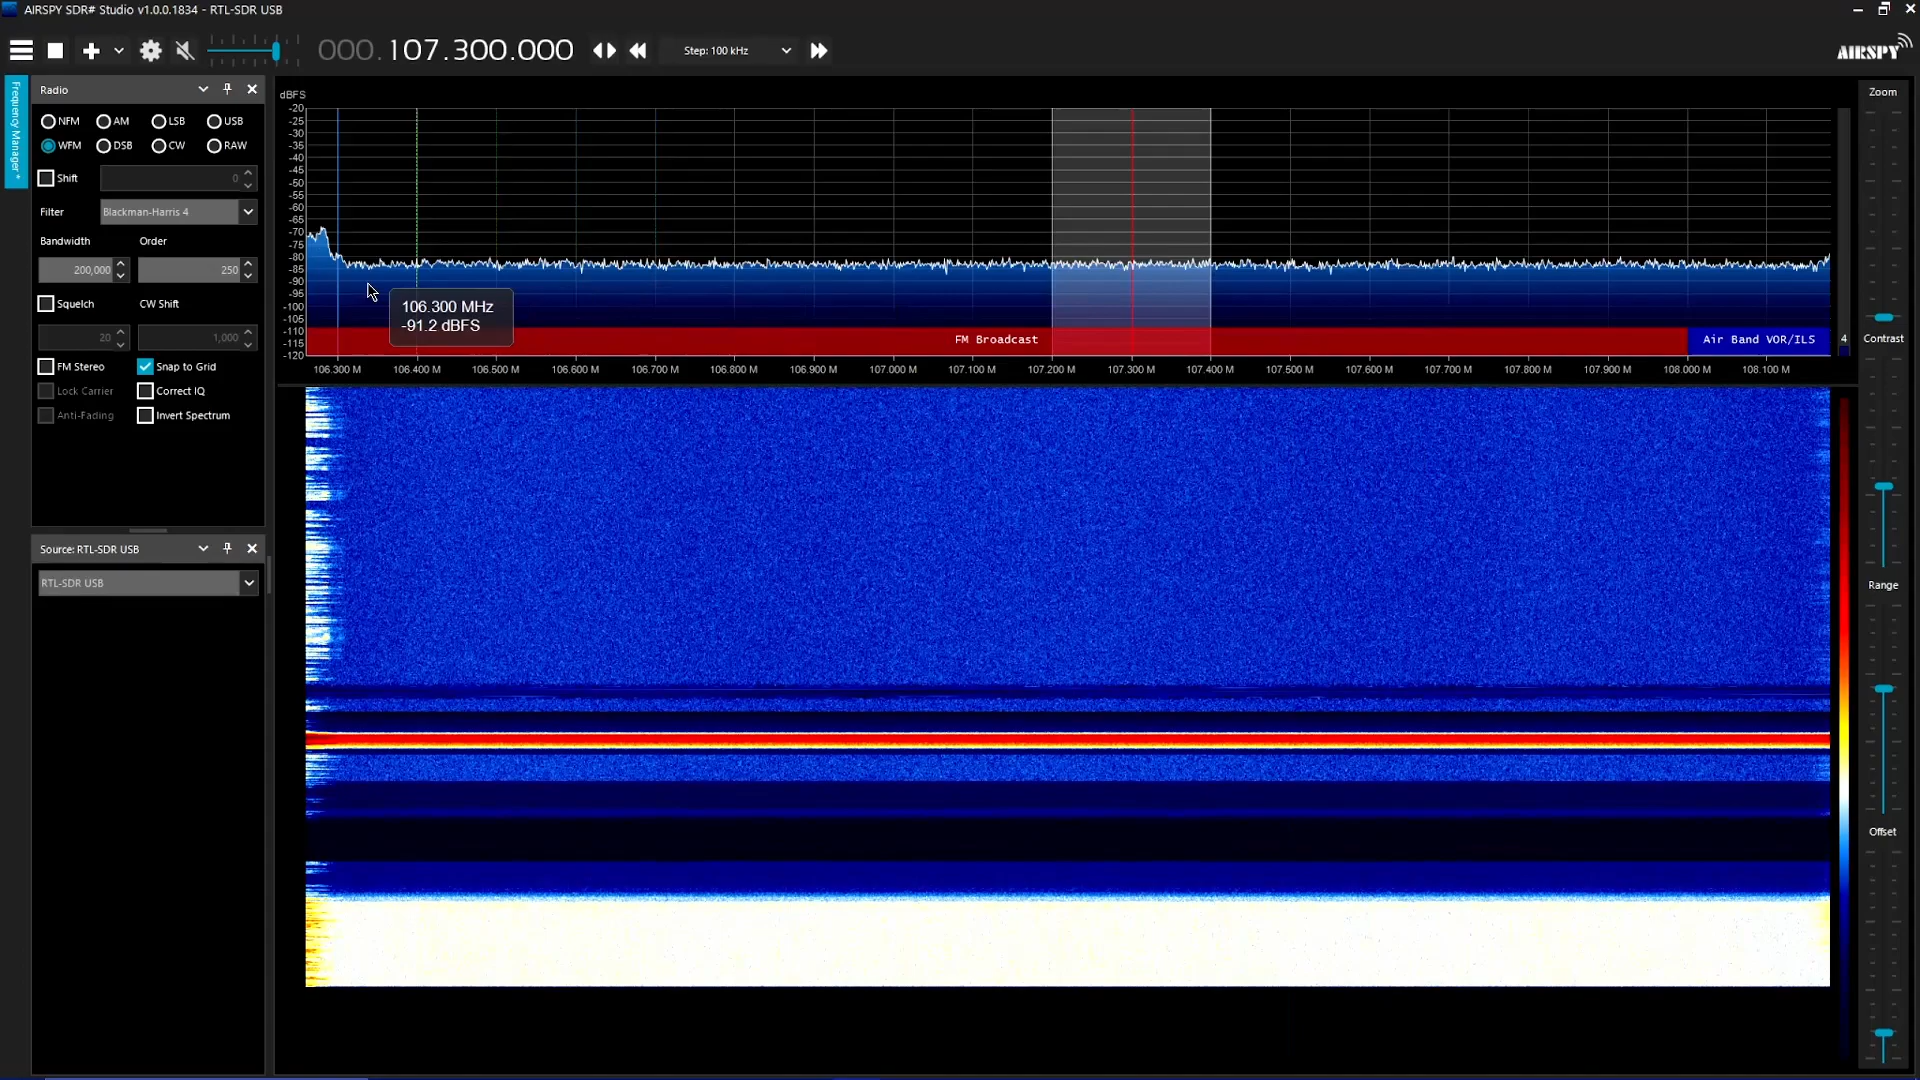 AIRSPY SDR# Studio v1.0.0.1834 - RTL-SDR USB
000.107.300.000
Step: 100 kHz
AIRSPY
Frequency Manager *
Radio
NFM AM LSB USB
WFM DSB CW RAW
Shift 0
Filter Blackman-Harris 4
Bandwidth Order
200,000 250
Squelch CW Shift
20 1,000
FM Stereo Snap to Grid
Lock Carrier Correct IQ
Anti-Fading Invert Spectrum
Source: RTL-SDR USB
RTL-SDR USB
dBFS
-20
-25
-30
-35
-40
-45
-50
-55
-60
-65
-70
-75
-80
-85
-90
-95
-100
-105
-110
-115
-120
106.300 MHz
-91.2 dBFS
FM Broadcast
Air Band VOR/ILS
4
106.300 M 106.400 M 106.500 M 106.600 M 106.700 M 106.800 M 106.900 M 107.000 M 107.100 M 107.200 M 107.300 M 107.400 M 107.500 M 107.600 M 107.700 M 107.800 M 107.900 M 108.000 M 108.100 M
Zoom
Contrast
Range
Offset